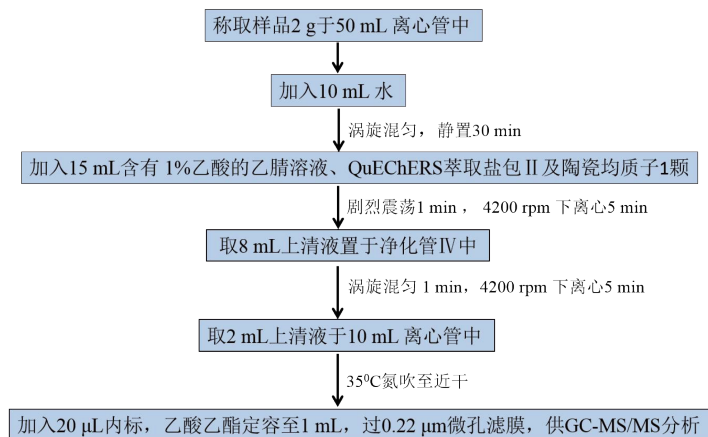 称取样品2 g于50 mL 离心管中
加入10 mL 水
涡旋混匀，静置30 min
加入15 mL含有 1%乙酸的乙腈溶液、QuEChERS萃取盐包Ⅱ及陶瓷均质子1颗
剧烈震荡1 min ， 4200 rpm 下离心5 min
取8 mL上清液置于净化管Ⅳ中
涡旋混匀 1 min，4200 rpm 下离心5 min
取2 mL上清液于10 mL 离心管中
35⁰C氮吹至近干
加入20 μL内标，乙酸乙酯定容至1 mL，过0.22 μm微孔滤膜，供GC-MS/MS分析